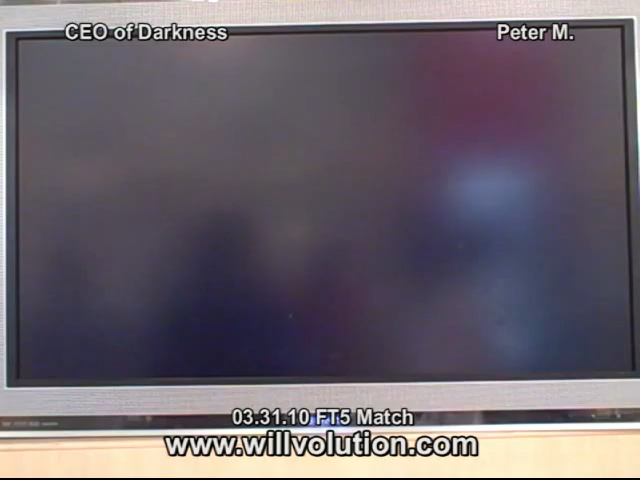 CEO of Darkness
Peter M.
03.31.10 FT5 Match
www.willvolution.com